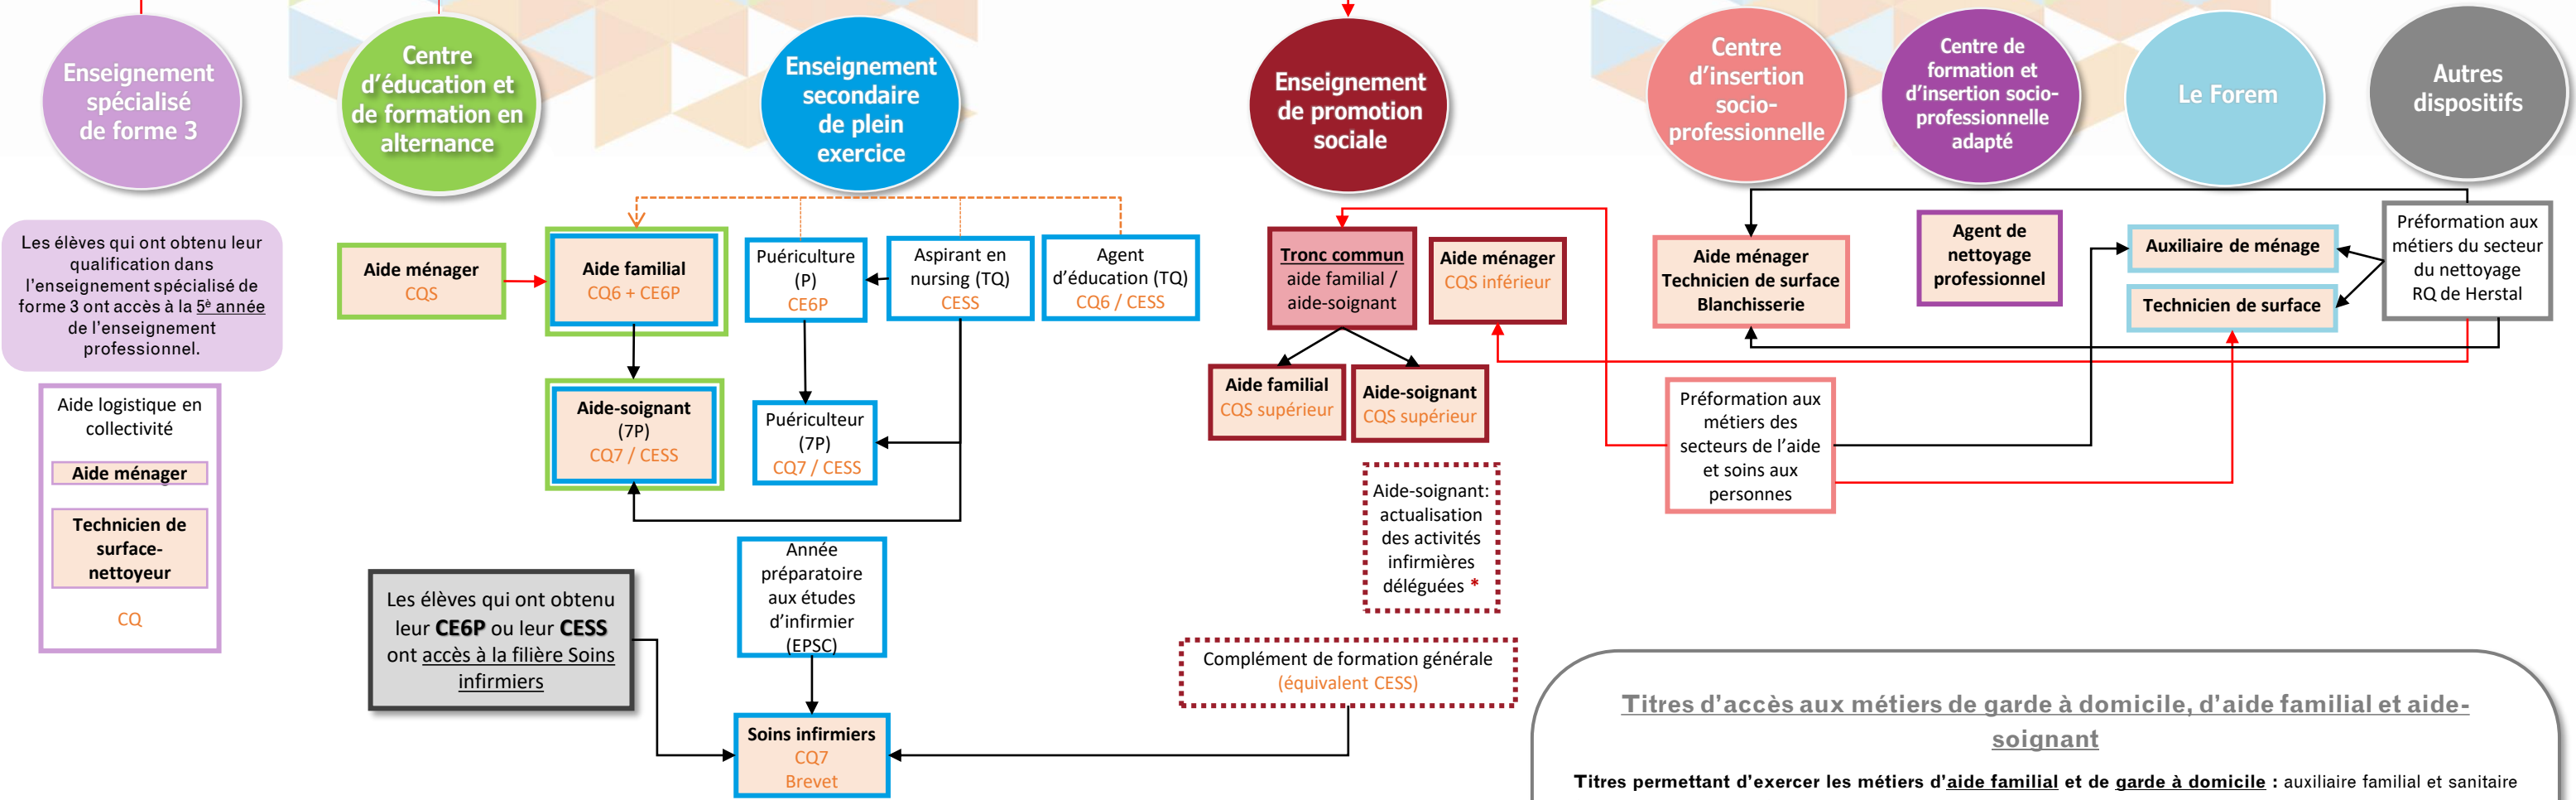 Enseignement
spécialisé
de forme 3
Centre
d'éducation et
de formation en
alternance
Enseignement
secondaire
de plein
exercice
Enseignement
de promotion
sociale
Centre
d'insertion
socio-
professionnelle
Centre de
formation et
d'insertion socio-
professionnelle
adapté
Le Forem
Autres
dispositifs
Les élèves qui ont obtenu leur
qualification dans
l'enseignement spécialisé de
forme 3 ont accès à la 5è année
de l'enseignement
professionnel.
Aide logistique en
collectivité
Aide ménager
Technicien de
surface-
nettoyeur
CQ
Aide ménager
CQS
Aide familial
CQ6 + CE6P
Puériculture
(P)
CE6P
Aspirant en
nursing (TQ)
CESS
Agent
d'éducation (TQ)
CQ6 / CESS
Aide-soignant
(7P)
CQ7 / CESS
Puériculteur
(7P)
CQ7 / CESS
Année
préparatoire
aux études
d'infirmier
(EPSC)
Les élèves qui ont obtenu
leur CE6P ou leur CESS
ont accès à la filière Soins
infirmiers
Soins infirmiers
CQ7
Brevet
Tronc commun
aide familial /
aide-soignant
Aide ménager
CQS inférieur
Aide familial
CQS supérieur
Aide-soignant
CQS supérieur
Aide-soignant:
actualisation
des activités
infirmières
déléguées *
Complément de formation générale
(équivalent CESS)
Aide ménager
Technicien de surface
Blanchisserie
Agent de
nettoyage
professionnel
Auxiliaire de ménage
Technicien de surface
Préformation aux
métiers du secteur
du nettoyage
RQ de Herstal
Préformation aux
métiers des
secteurs de l'aide
et soins aux
personnes
Titres d'accès aux métiers de garde à domicile, d'aide familial et aide-
soignant
Titres permettant d'exercer les métiers d'aide familial et de garde à domicile : auxiliaire familial et sanitaire